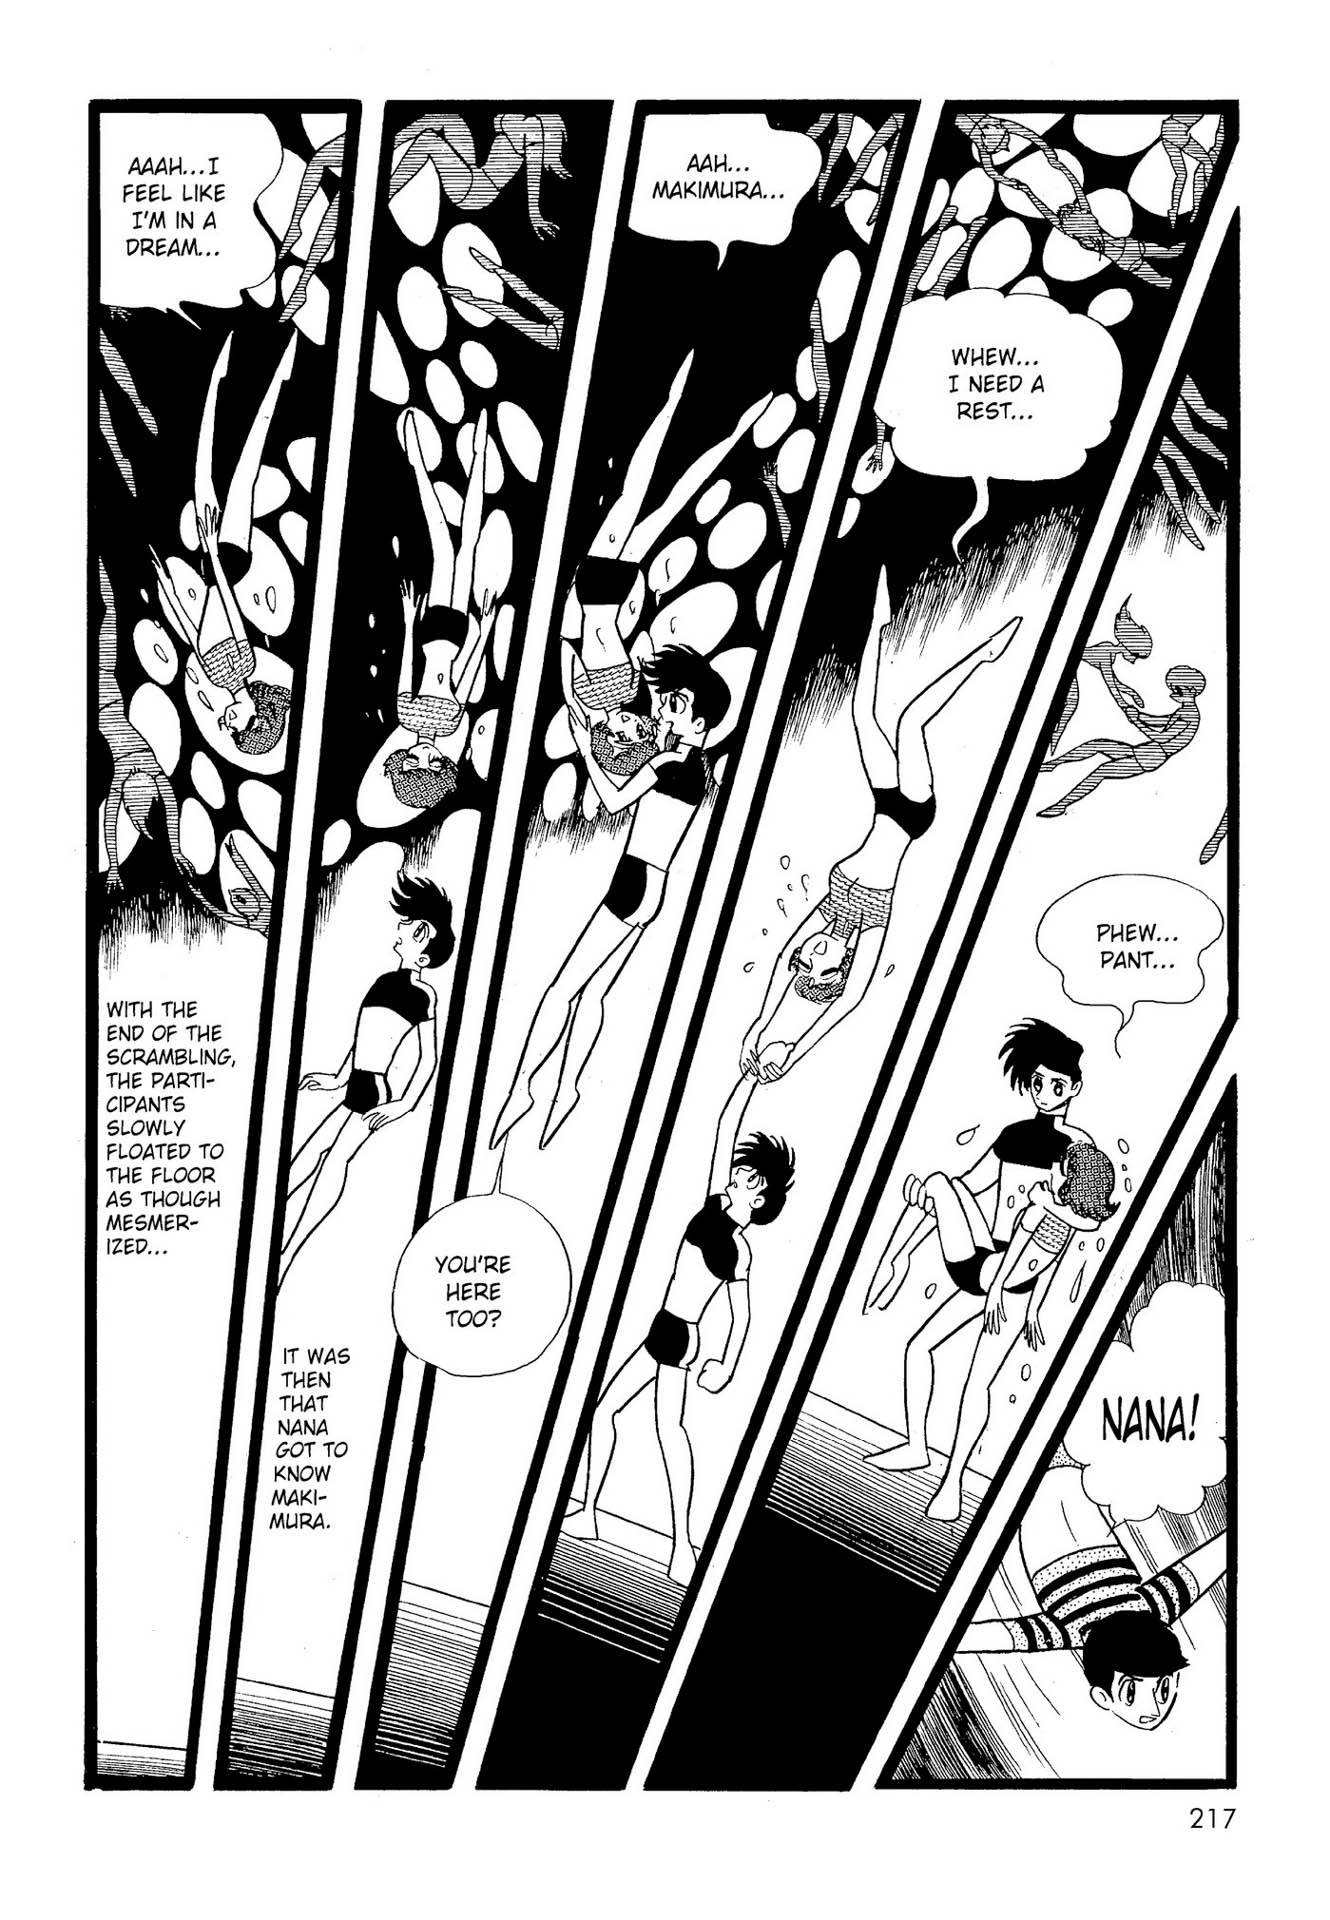 AAAH...I
FEEL LIKE
I'M IN A
DREAM...
WITH THE
END OF THE
SCRAMBLING,
THE PARTI-
CIPANTS
SLOWLY
FLOATED TO
THE FLOOR
AS THOUGH
MESMER-
IZED...
IT WAS
THEN
THAT
NANA
GOT TO
KNOW
MAKI-
MURA.
AAH...
MAKIMURA...
YOU'RE
HERE
TOO?
WHEW...
I NEED A
REST...
PHEW...
PANT...
NANA!
217